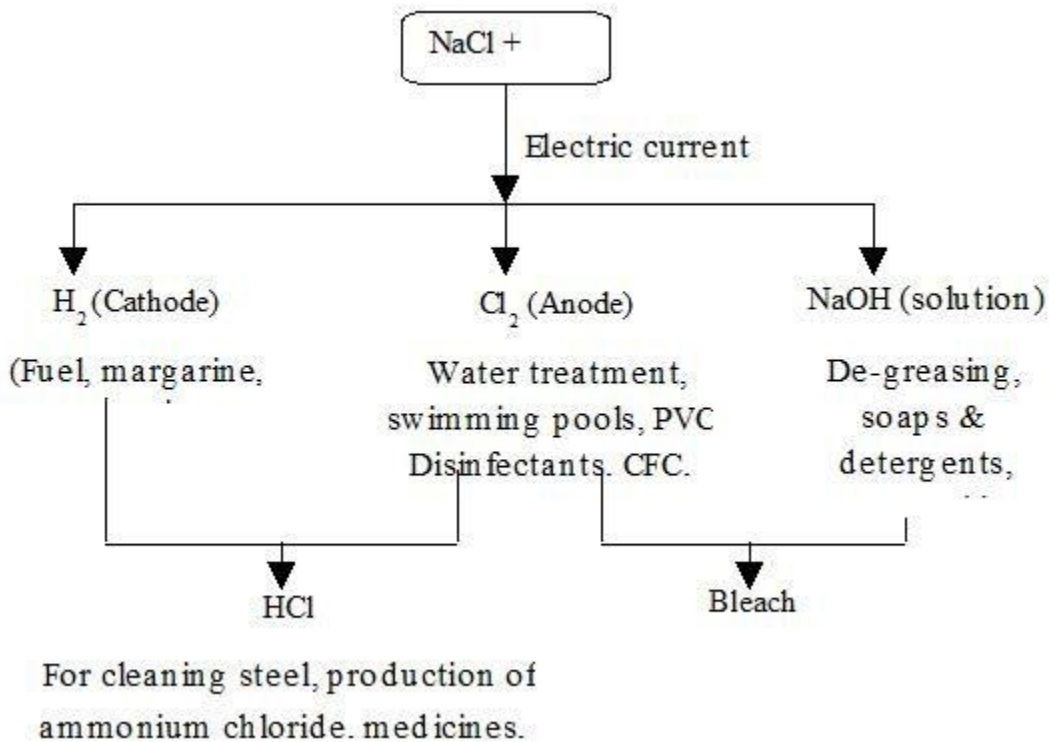 NaCl +
Electric current
H₂ (Cathode)
Cl₂ (Anode)
NaOH (solution)
(Fuel, margarine,
Water treatment,
swimming pools, PVC
Disinfectants. CFC.
De-greasing,
soaps &
detergents,
HCl
Bleach
For cleaning steel, production of
ammonium chloride. medicines.